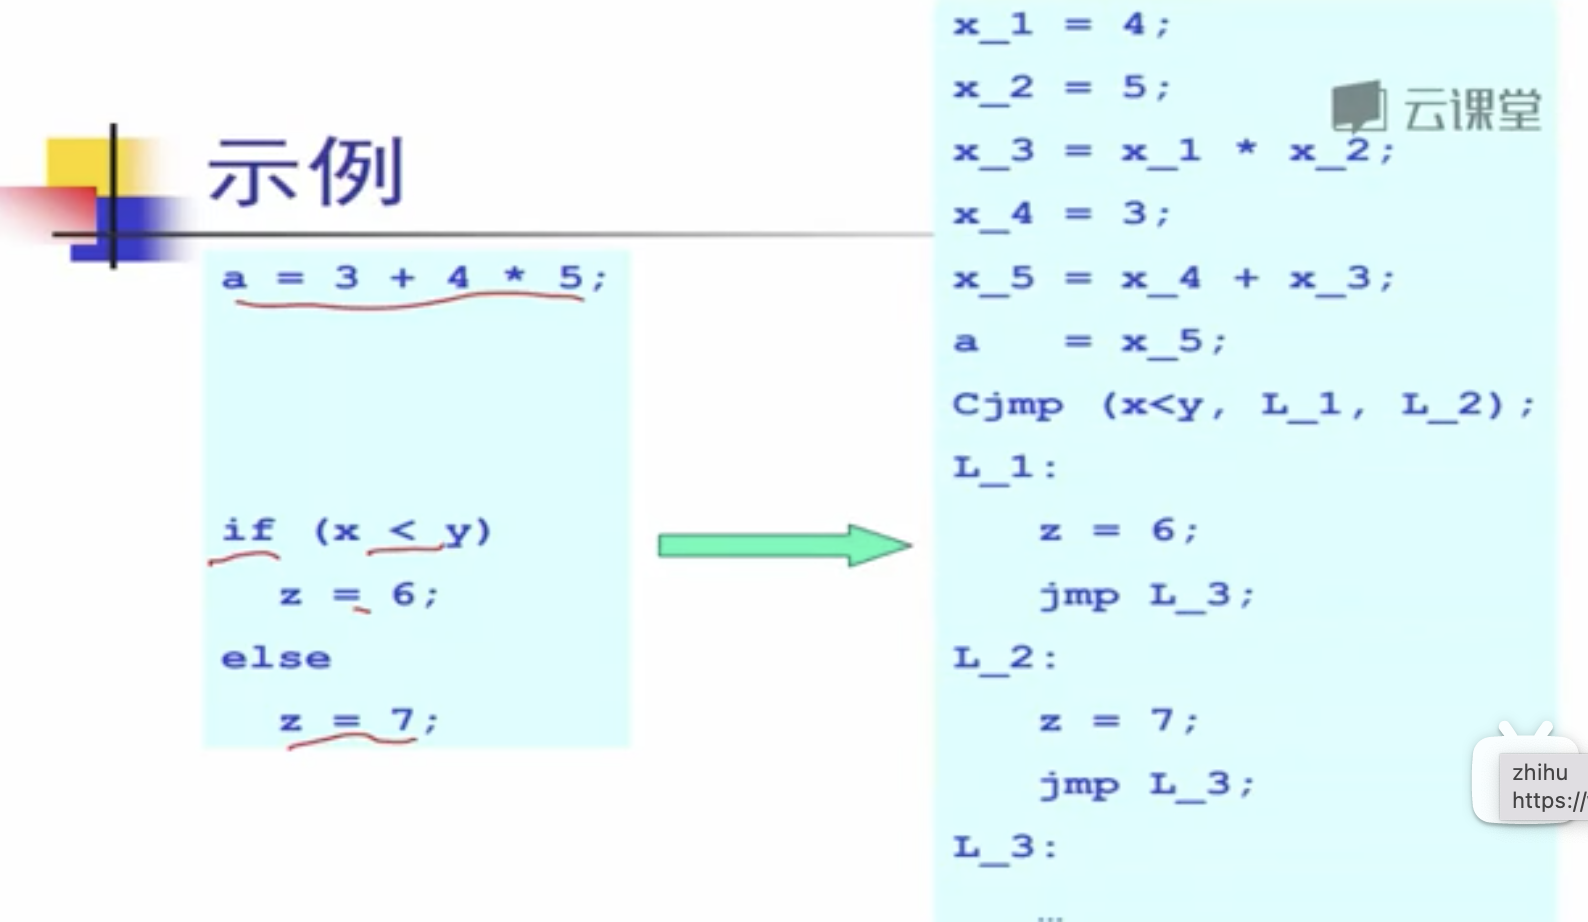 示例
a = 3 + 4 * 5;
if (x < y)
z = 6;
else
z = 7;
x_1 = 4;
x_2 = 5;
云课堂
x_3 = x_1 * x_2;
x_4 = 3;
x_5 = x_4 + x_3;
a = x_5;
Cjmp (x<y, L_1, L_2);
L_1:
z = 6;
jmp L_3;
L_2:
z = 7;
jmp L_3;
L_3:
…
zhihu
https://